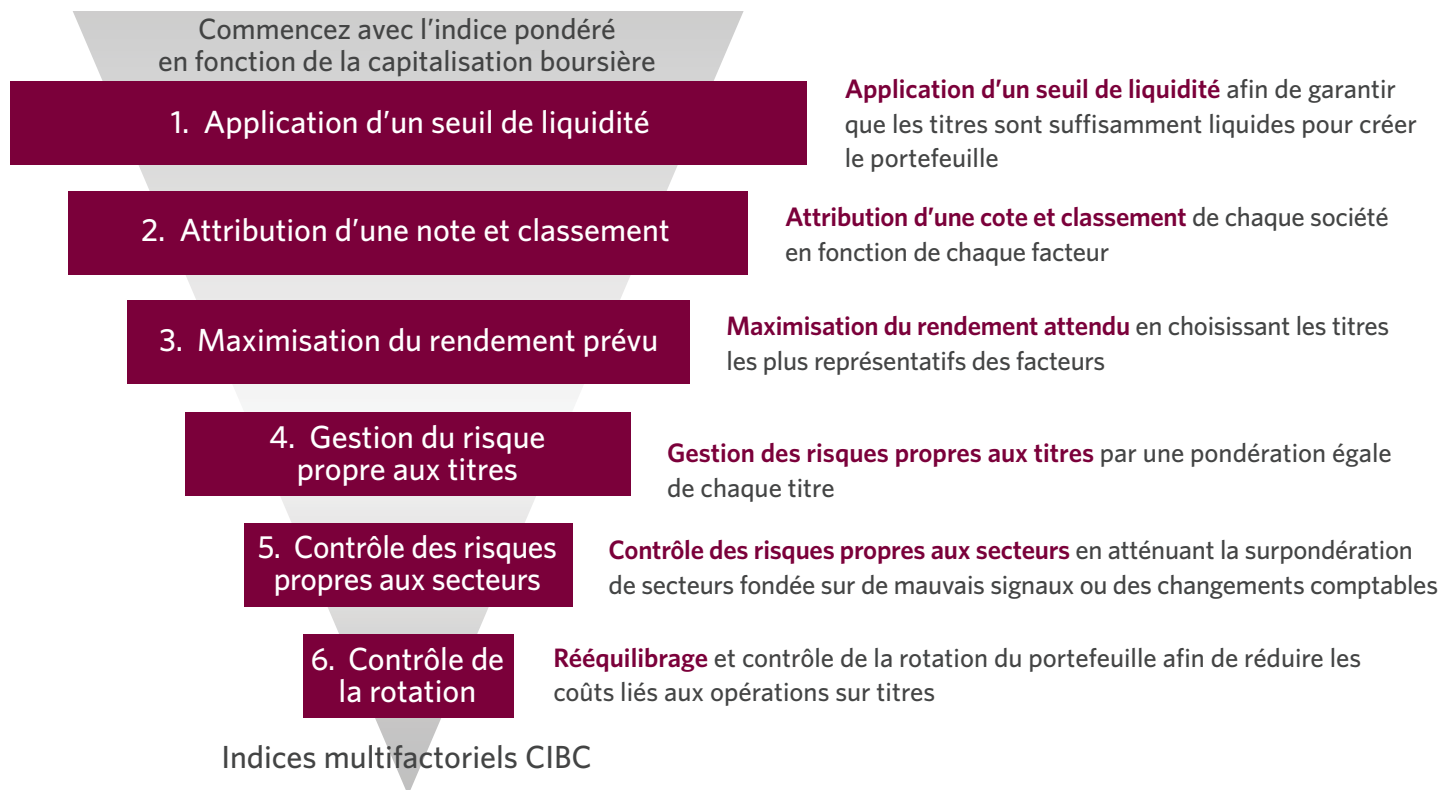 Commencez avec l'indice pondéré
en fonction de la capitalisation boursière
1. Application d'un seuil de liquidité
Application d'un seuil de liquidité afin de garantir
que les titres sont suffisamment liquides pour créer
le portefeuille
2. Attribution d'une note et classement
Attribution d'une cote et classement de chaque société
en fonction de chaque facteur
3. Maximisation du rendement prévu
Maximisation du rendement attendu en choisissant les titres
les plus représentatifs des facteurs
4. Gestion du risque
propre aux titres
Gestion des risques propres aux titres par une pondération égale
de chaque titre
5. Contrôle des risques
propres aux secteurs
Contrôle des risques propres aux secteurs en atténuant la surpondération
de secteurs fondée sur de mauvais signaux ou des changements comptables
6. Contrôle de
la rotation
Rééquilibrage et contrôle de la rotation du portefeuille afin de réduire les
coûts liés aux opérations sur titres
Indices multifactoriels CIBC